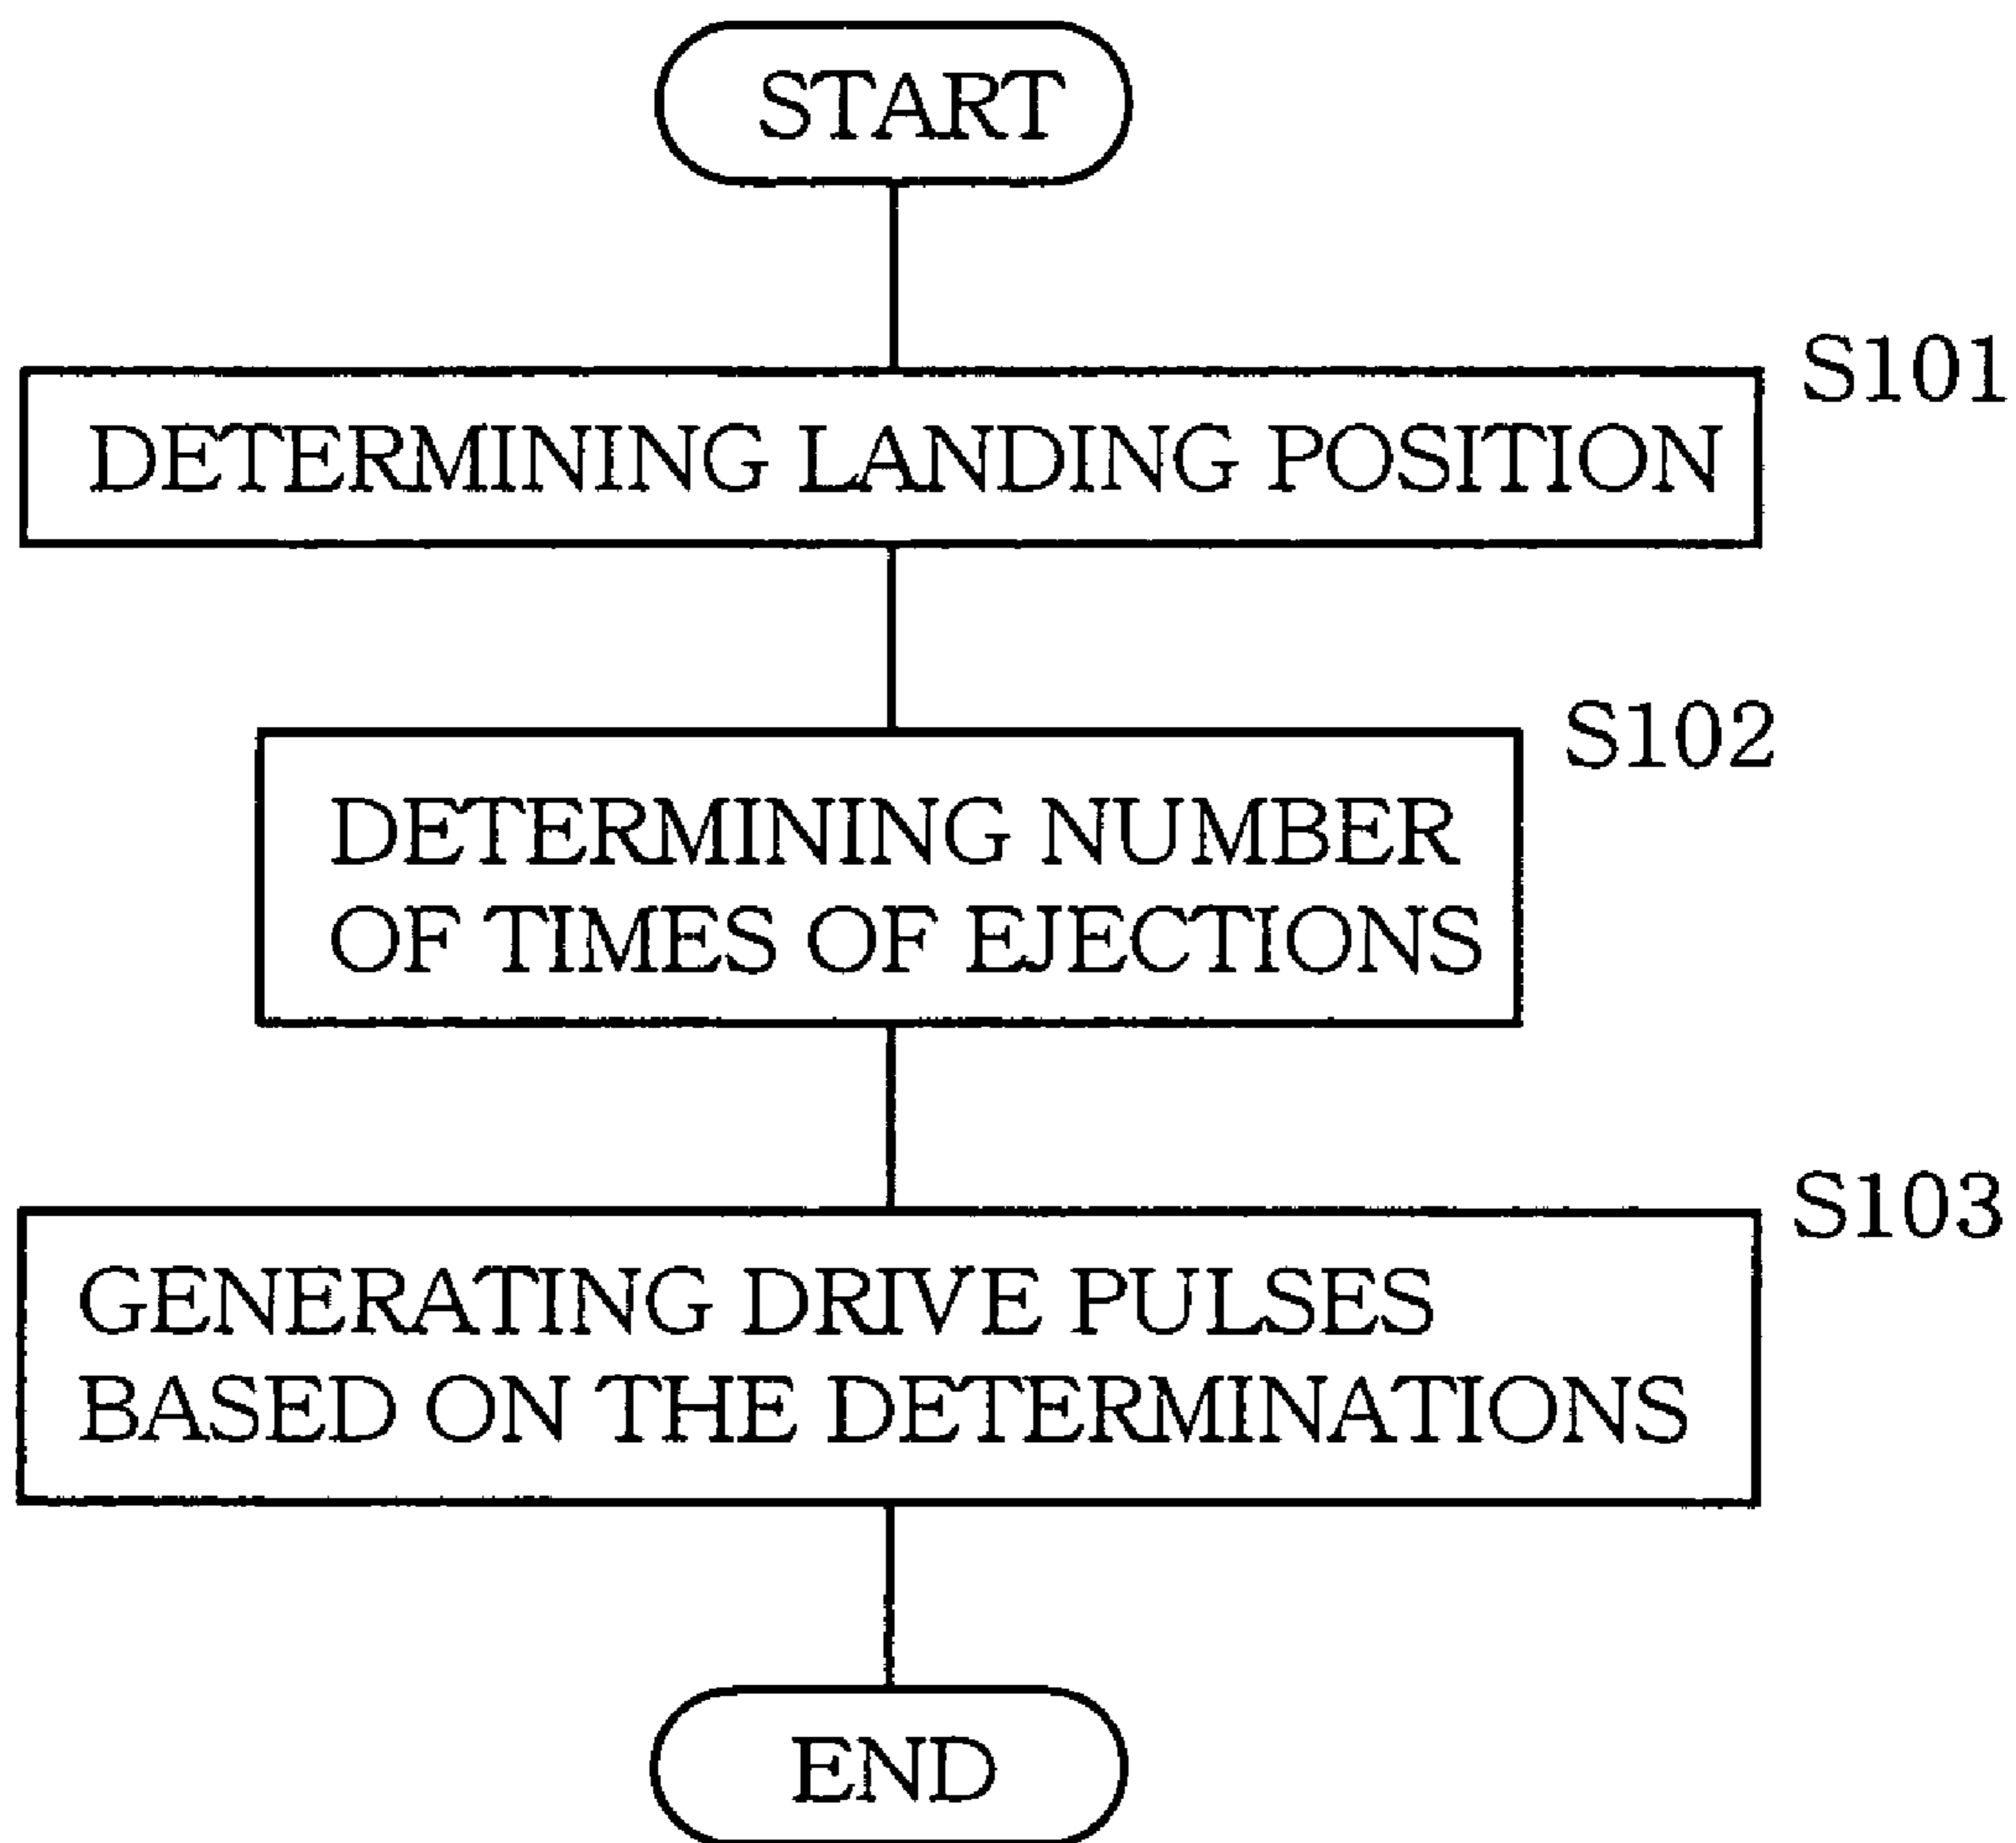 START
S101
DETERMINING LANDING POSITION
S102
DETERMINING NUMBER
OF TIMES OF EJECTIONS
S103
GENERATING DRIVE PULSES
BASED ON THE DETERMINATIONS
END